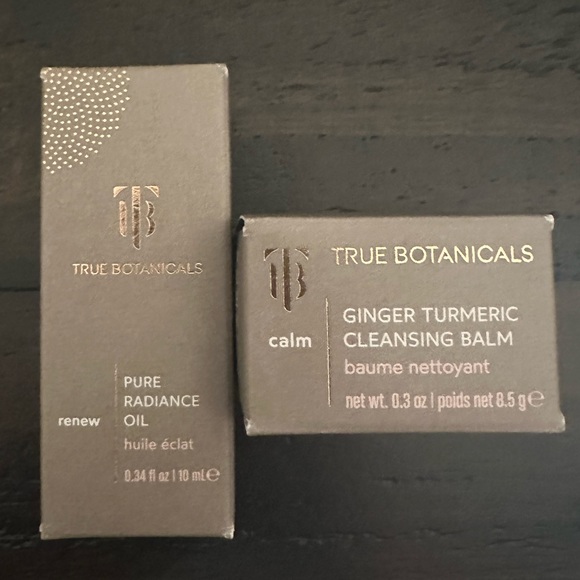 TB
TRUE BOTANICALS
renew
PURE
RADIANCE
OIL
huile éclat
0.34 fl oz | 10 mL℮
TB
TRUE BOTANICALS
calm
GINGER TURMERIC
CLEANSING BALM
baume nettoyant
net wt. 0.3 oz | poids net 8.5 g℮